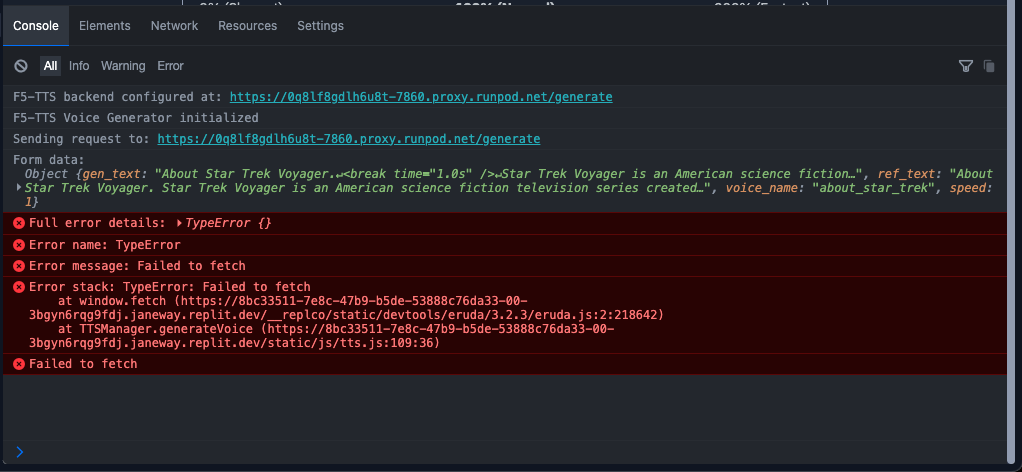 0% (Slowest) 100% (Normal) 200% (Fastest)
Console Elements Network Resources Settings
All Info Warning Error
F5-TTS backend configured at: https://0q8lf8gdlh6u8t-7860.proxy.runpod.net/generate
F5-TTS Voice Generator initialized
Sending request to: https://0q8lf8gdlh6u8t-7860.proxy.runpod.net/generate
Form data:
Object {gen_text: "About Star Trek Voyager.↵<break time="1.0s" />↵Star Trek Voyager is an American science fiction…", ref_text: "About
Star Trek Voyager. Star Trek Voyager is an American science fiction television series created…", voice_name: "about_star_trek", speed:
1}
Full error details: TypeError {}
Error name: TypeError
Error message: Failed to fetch
Error stack: TypeError: Failed to fetch
at window.fetch (https://8bc33511-7e8c-47b9-b5de-53888c76da33-00-
3bgyn6rqg9fdj.janeway.replit.dev/__replco/static/devtools/eruda/3.2.3/eruda.js:2:218642)
at TTSManager.generateVoice (https://8bc33511-7e8c-47b9-b5de-53888c76da33-00-
3bgyn6rqg9fdj.janeway.replit.dev/static/js/tts.js:109:36)
Failed to fetch